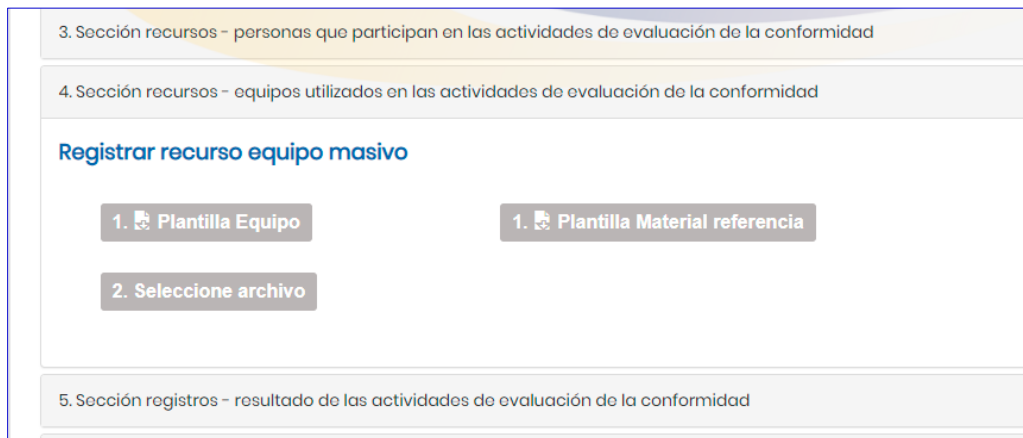 3. Sección recursos - personas que participan en las actividades de evaluación de la conformidad
4. Sección recursos - equipos utilizados en las actividades de evaluación de la conformidad
Registrar recurso equipo masivo
1. Plantilla Equipo
1. Plantilla Material referencia
2. Seleccione archivo
5. Sección registros - resultado de las actividades de evaluación de la conformidad